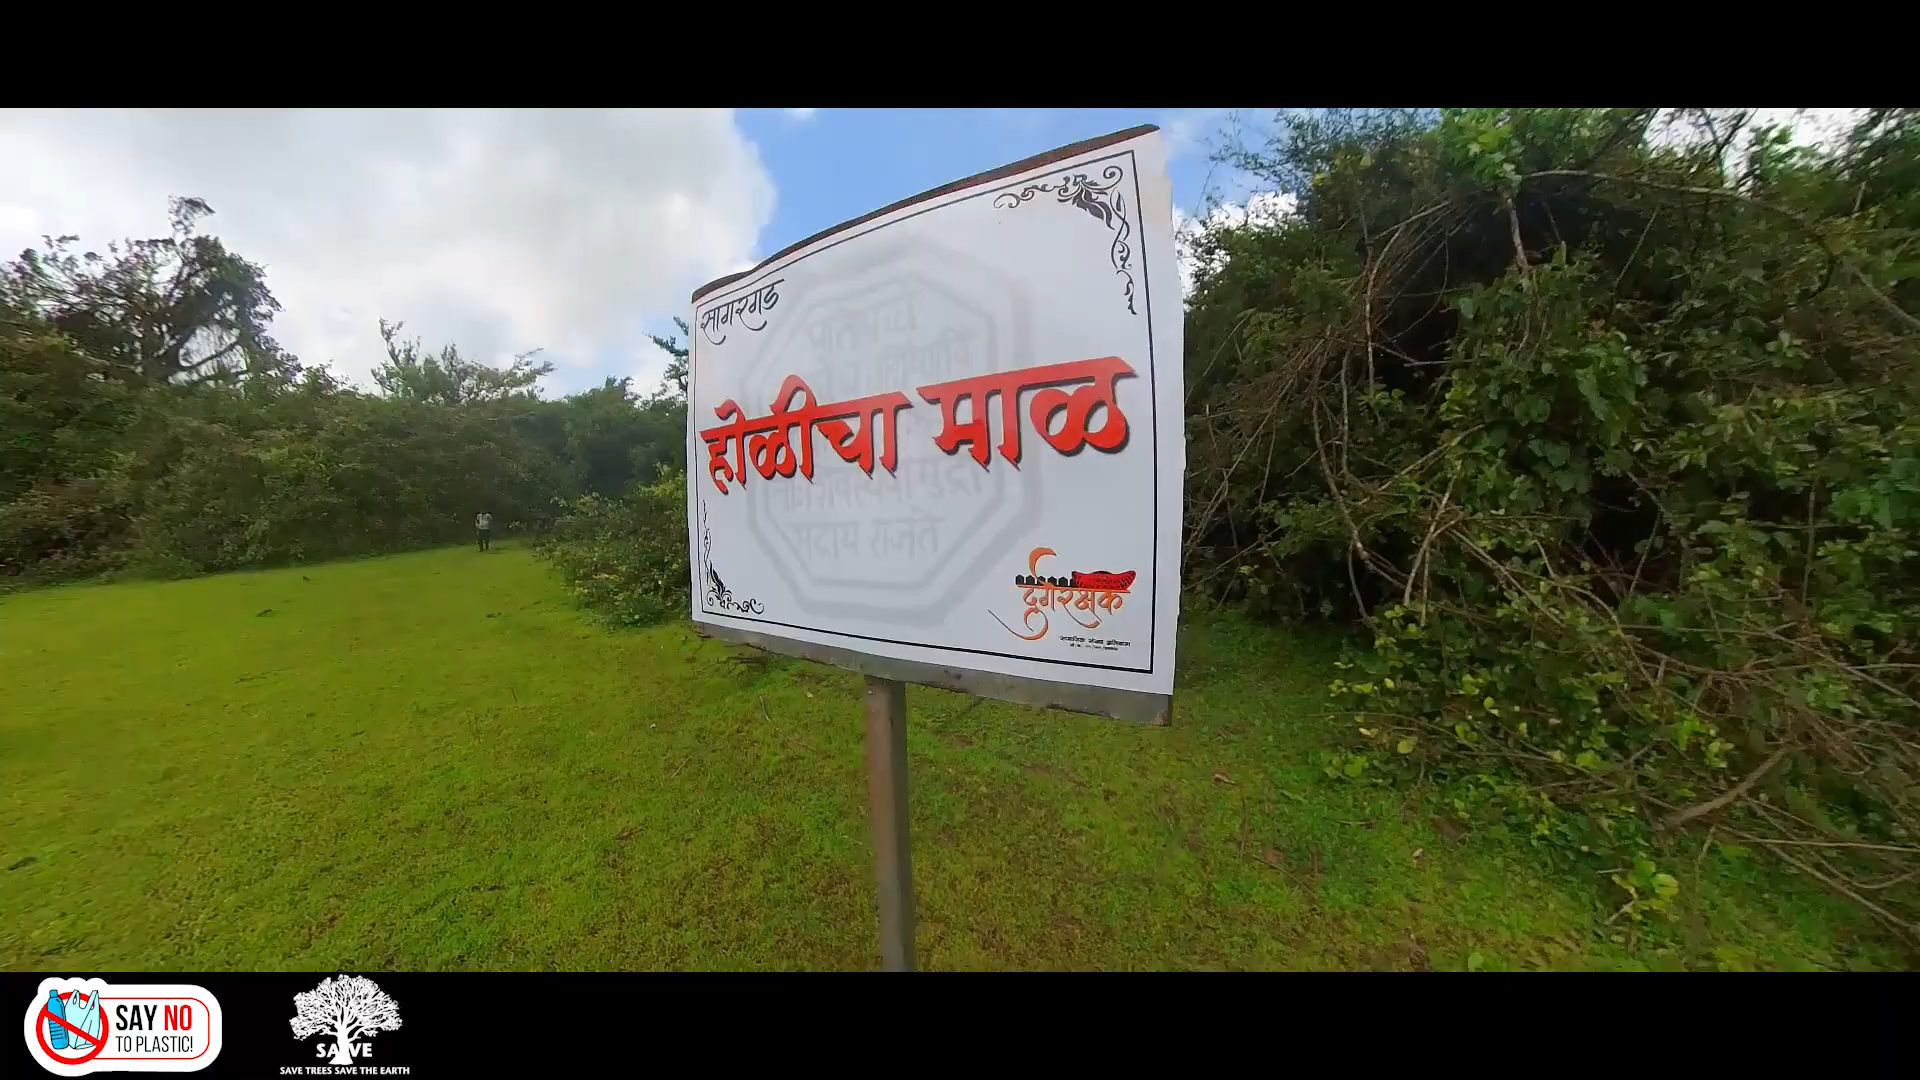 सागरगड
होळीचा माळ
दुर्गरक्षक
SAY NO
TO PLASTIC!
SAVE
SAVE TREES SAVE THE EARTH